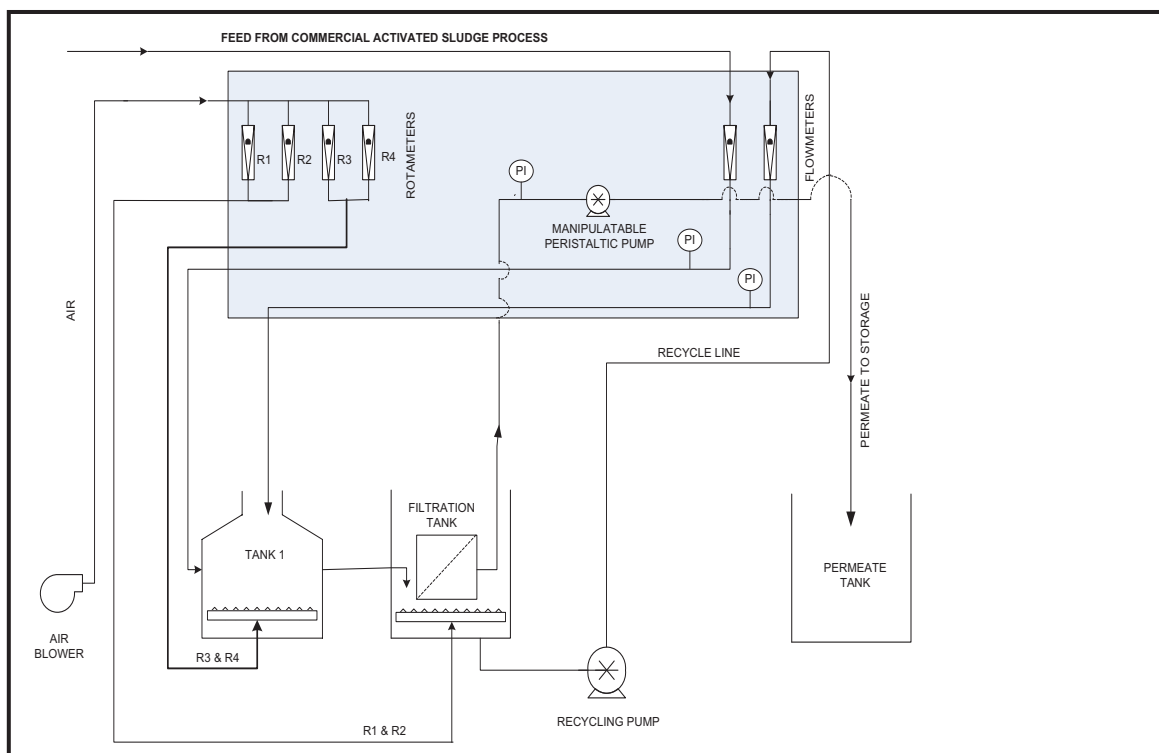 FEED FROM COMMERCIAL ACTIVATED SLUDGE PROCESS
R1
R2
R3
R4
ROTAMETERS
FLOWMETERS
PI
MANIPULATABLE
PERISTALTIC PUMP
PI
PI
AIR
RECYCLE LINE
PERMEATE TO STORAGE
FILTRATION
TANK
TANK 1
PERMEATE
TANK
AIR
BLOWER
R3 & R4
R1 & R2
RECYCLING PUMP